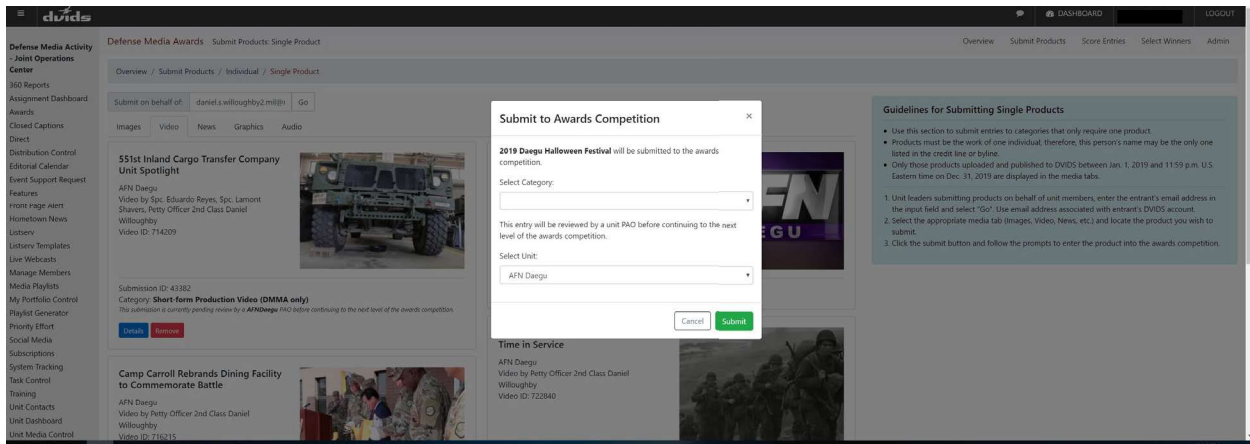 dvids
DASHBOARD
LOGOUT
Defense Media Activity
- Joint Operations
Center
360 Reports
Assignment Dashboard
Awards
Closed Captions
Direct
Distribution Control
Editorial Calendar
Event Support Request
Features
Front Page Alert
Hometown News
Listserv
Listserv Templates
Live Webcasts
Manage Members
Media Playlists
My Portfolio Control
Playlist Generator
Priority Effort
Social Media
Subscriptions
System Tracking
Task Control
Training
Unit Contacts
Unit Dashboard
Unit Media Control
Defense Media Awards Submit Products: Single Product
Overview Submit Products Score Entries Select Winners Admin
Overview / Submit Products / Individual / Single Product
Submit on behalf of: daniel.s.willoughby2.mil@ Go
Images Video News Graphics Audio
551st Inland Cargo Transfer Company
Unit Spotlight
AFN Daegu
Video by Spc. Eduardo Reyes, Spc. Lamont
Shavers, Petty Officer 2nd Class Daniel
Willoughby
Video ID: 714209
Submission ID: 43382
Category: Short-form Production Video (DMMA only)
This submission is currently pending review by a AFNDaegu PAO before continuing to the next level of the awards competition.
Details Remove
Camp Carroll Rebrands Dining Facility
to Commemorate Battle
AFN Daegu
Video by Petty Officer 2nd Class Daniel
Willoughby
Video ID: 716215
Submit to Awards Competition ×
2019 Daegu Halloween Festival will be submitted to the awards
competition.
Select Category:
This entry will be reviewed by a unit PAO before continuing to the next
level of the awards competition.
Select Unit:
AFN Daegu
Cancel Submit
EGU
Time in Service
AFN Daegu
Video by Petty Officer 2nd Class Daniel
Willoughby
Video ID: 722840
Guidelines for Submitting Single Products
• Use this section to submit entries to categories that only require one product.
• Products must be the work of one individual, therefore, this person's name may be the only one
listed in the credit line or byline.
• Only those products uploaded and published to DVIDS between Jan. 1, 2019 and 11:59 p.m. U.S.
Eastern time on Dec. 31, 2019 are displayed in the media tabs.
1. Unit leaders submitting products on behalf of unit members, enter the entrant's email address in
the input field and select "Go". Use email address associated with entrant's DVIDS account.
2. Select the appropriate media tab (Images, Video, News, etc.) and locate the product you wish to
submit.
3. Click the submit button and follow the prompts to enter the product into the awards competition.